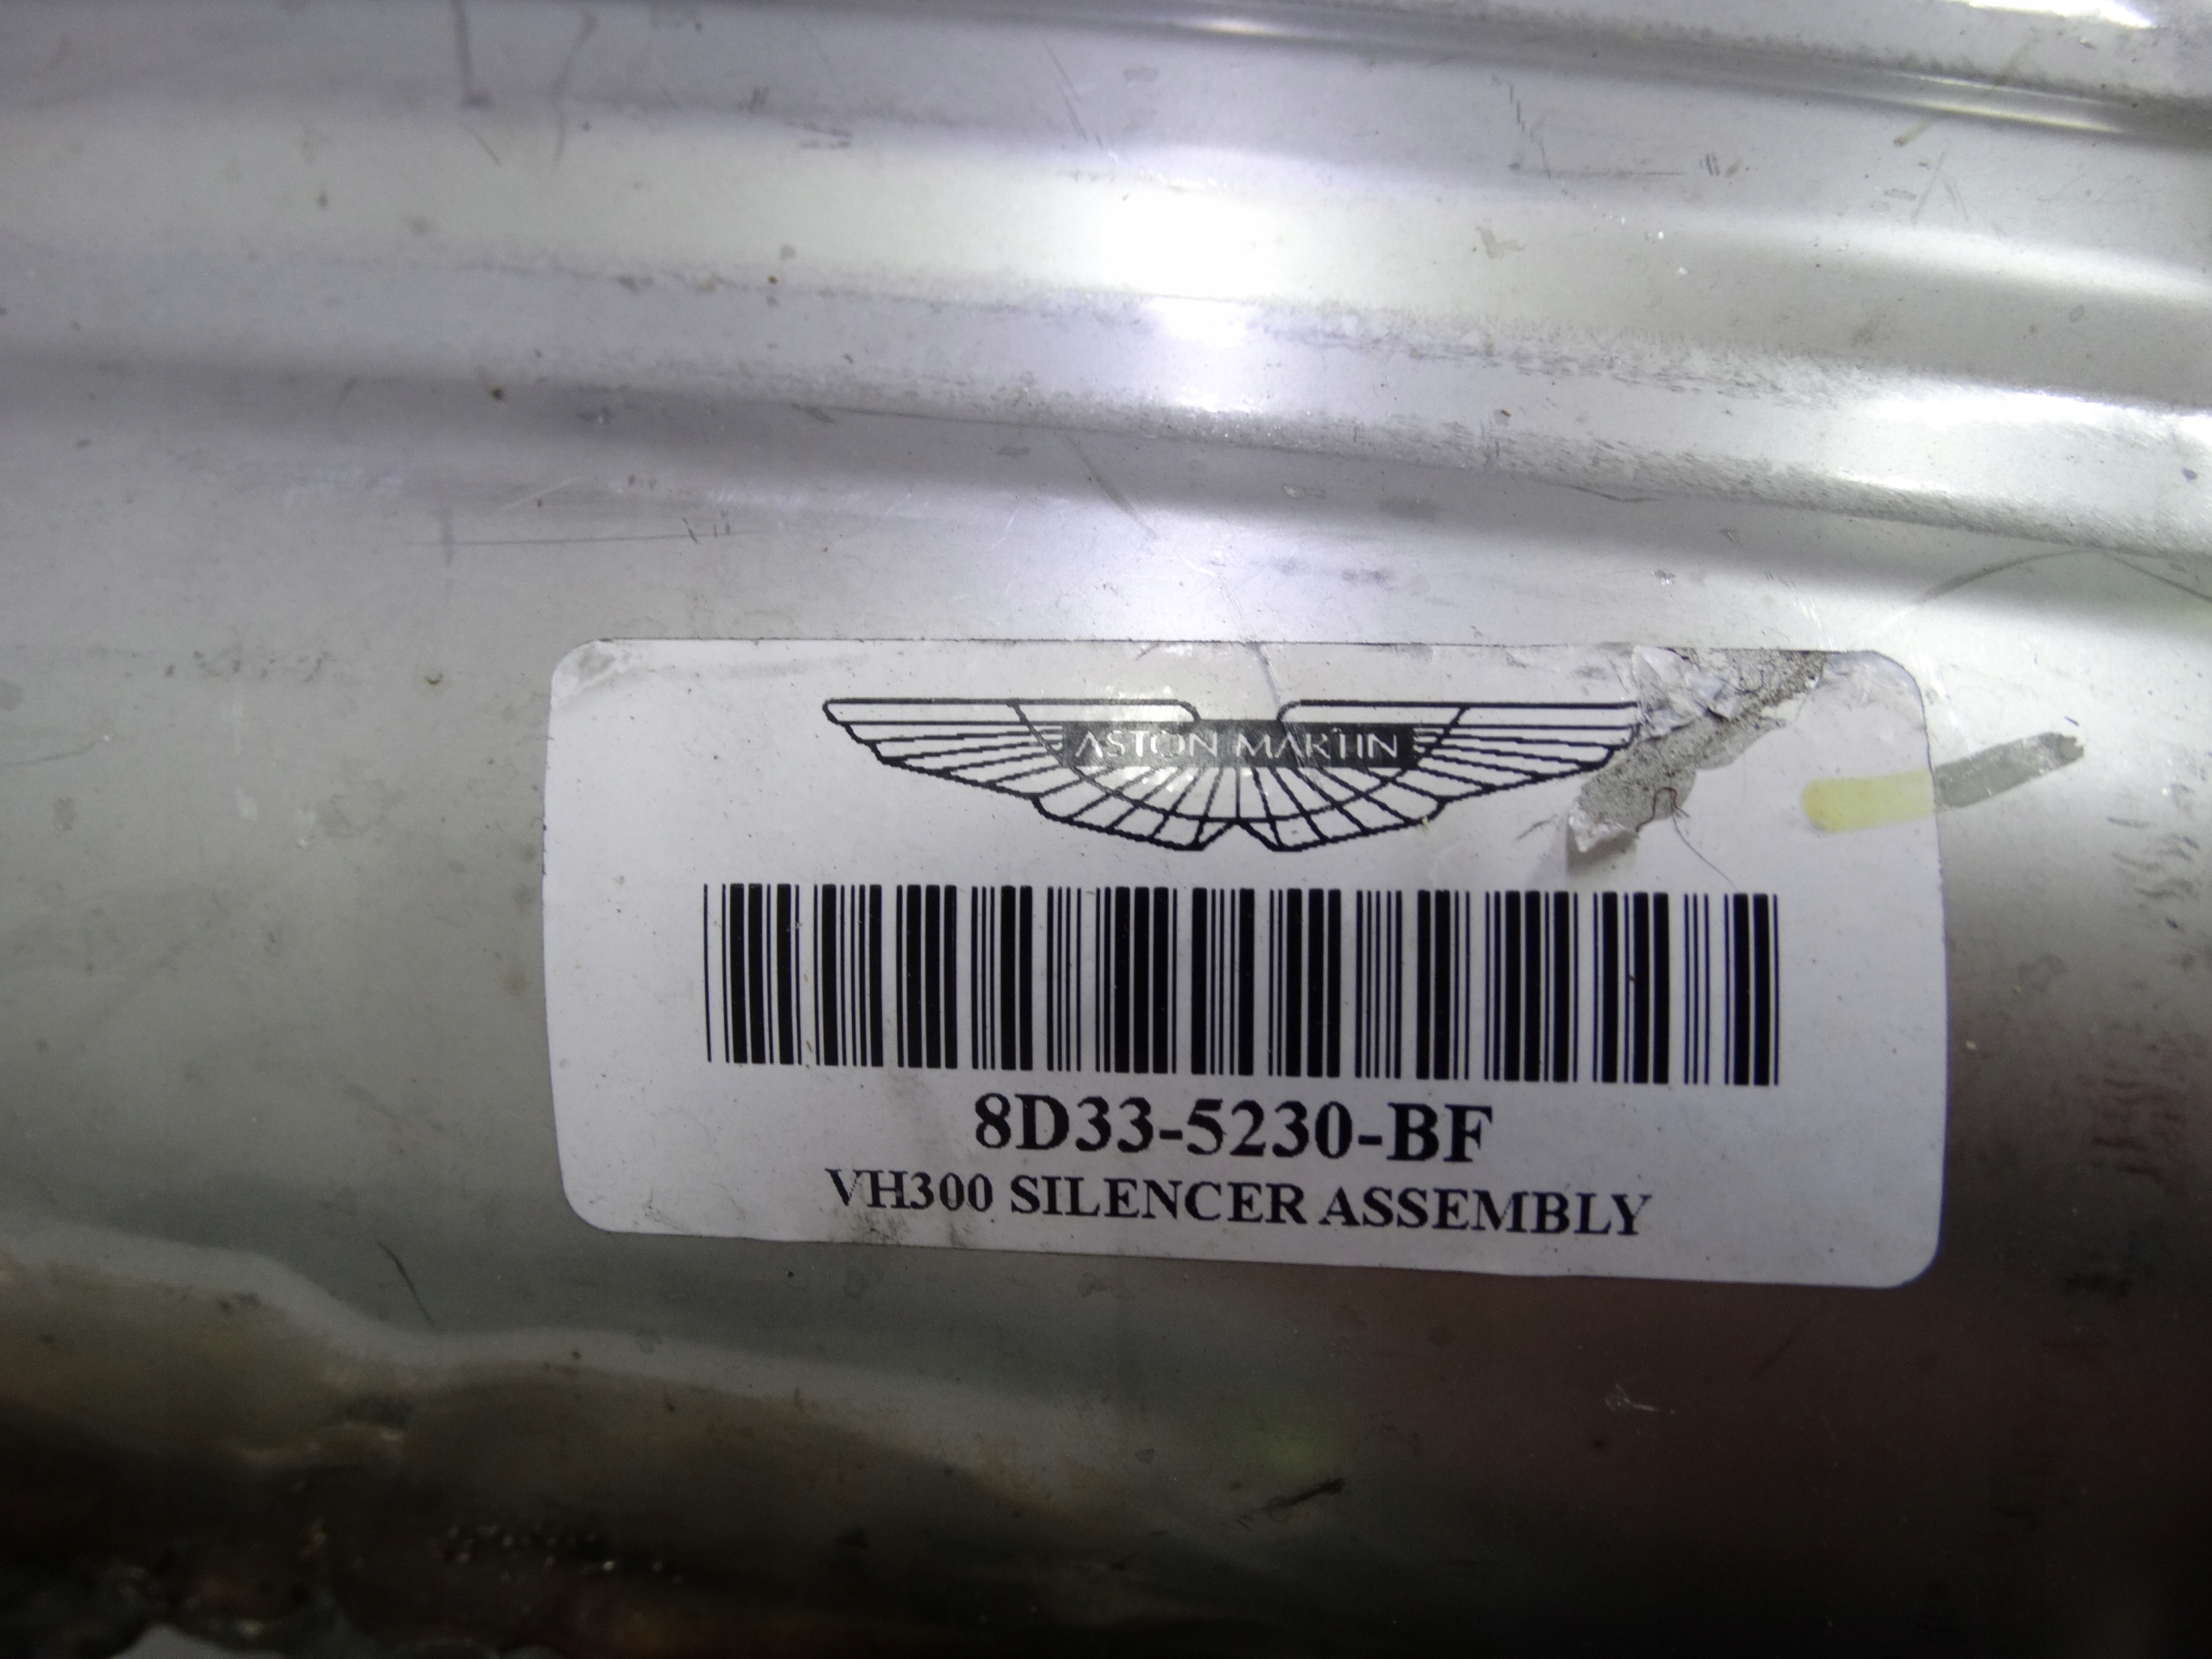 ASTON MARTIN
8D33-5230-BF
VH300 SILENCER ASSEMBLY